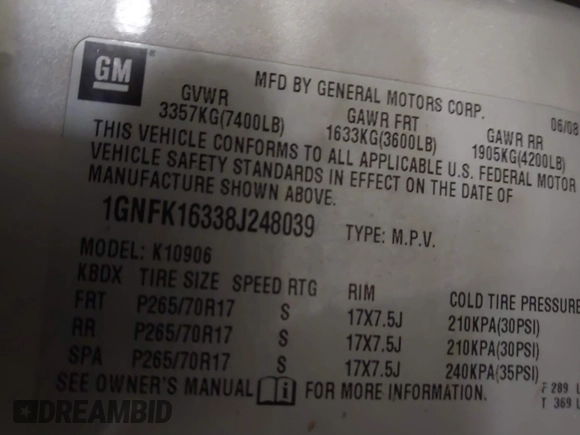 GM
MFD BY GENERAL MOTORS CORP. 06/08
GVWR GAWR FRT GAWR RR
3357KG(7400LB) 1633KG(3600LB) 1905KG(4200LB)
THIS VEHICLE CONFORMS TO ALL APPLICABLE U.S. FEDERAL MOTOR
VEHICLE SAFETY STANDARDS IN EFFECT ON THE DATE OF
MANUFACTURE SHOWN ABOVE.
1GNFK16338J248039 TYPE: M.P.V.
MODEL: K10906
KBDX TIRE SIZE SPEED RTG RIM COLD TIRE PRESSURE
FRT P265/70R17 S 17X7.5J 210KPA(30PSI)
RR P265/70R17 S 17X7.5J 210KPA(30PSI)
SPA P265/70R17 S 17X7.5J 240KPA(35PSI)
SEE OWNER'S MANUAL FOR MORE INFORMATION.
F 289 L
T 369 L
DREAMBID